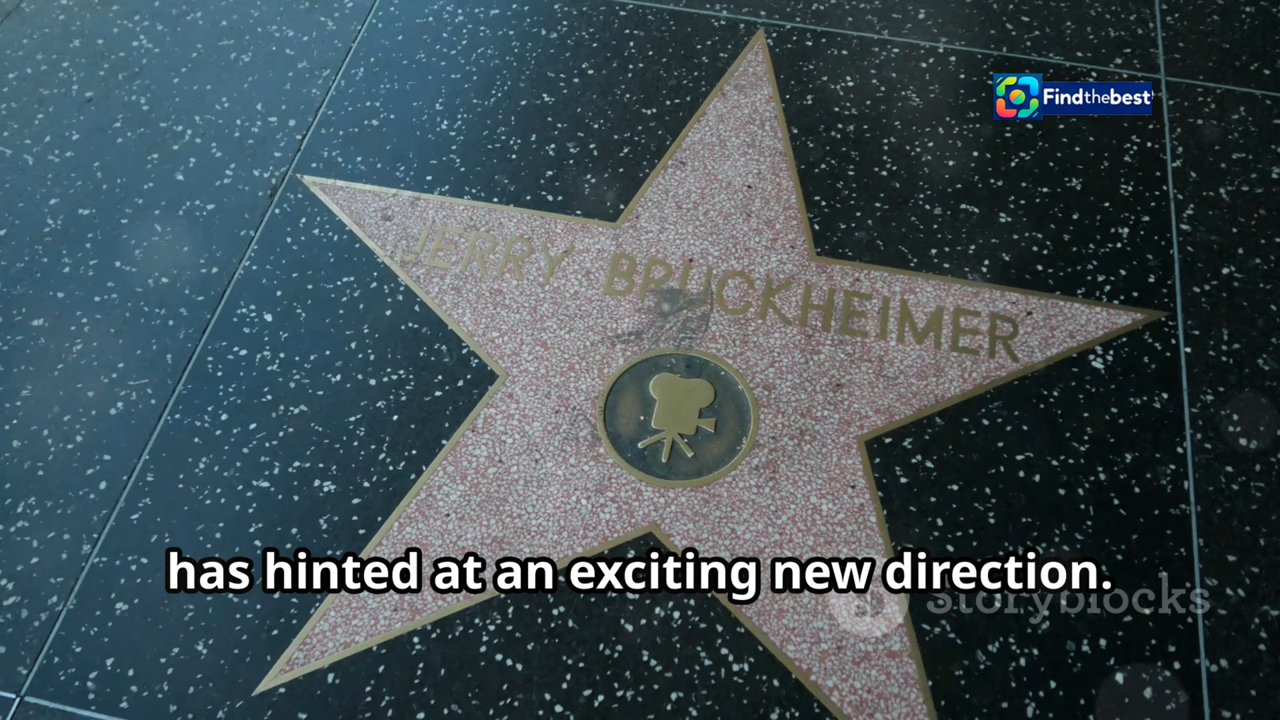 Findthebest
JERRY BRUCKHEIMER
has hinted at an exciting new direction.
Storyblocks